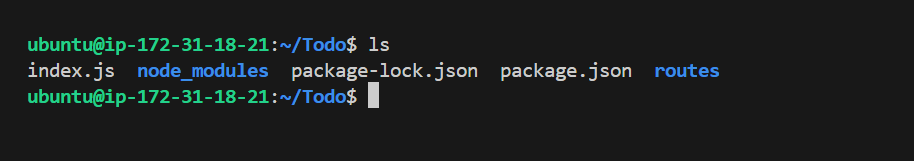 ubuntu@ip-172-31-18-21:~/Todo$ ls
index.js  node_modules  package-lock.json  package.json  routes
ubuntu@ip-172-31-18-21:~/Todo$